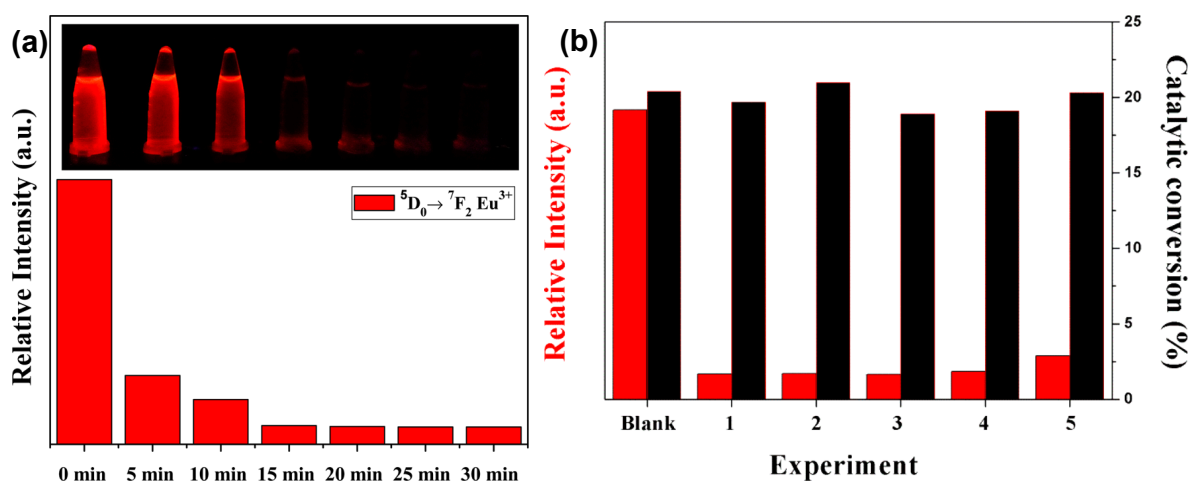 (a)
Relative Intensity (a.u.)
⁵D₀→ ⁷F₂ Eu³⁺
0 min 5 min 10 min 15 min 20 min 25 min 30 min
(b)
Relative Intensity (a.u.)
25
20
15
10
5
0
Catalytic conversion (%)
Blank 1 2 3 4 5
Experiment